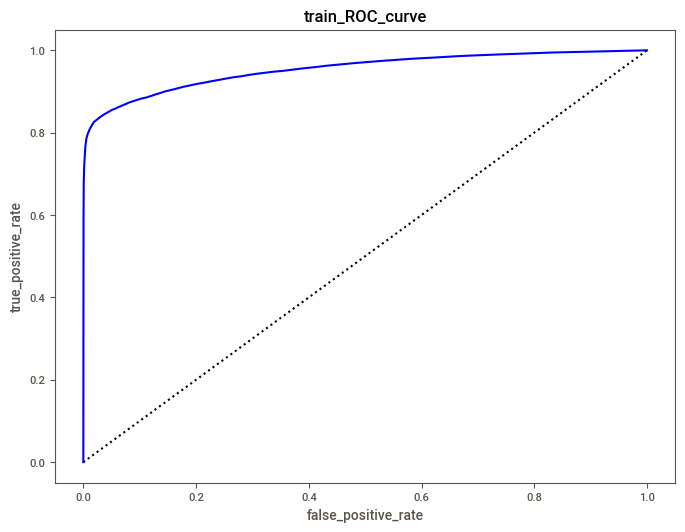 train_ROC_curve
1.0
0.8
0.6
0.4
0.2
0.0
true_positive_rate
0.0 0.2 0.4 0.6 0.8 1.0
false_positive_rate